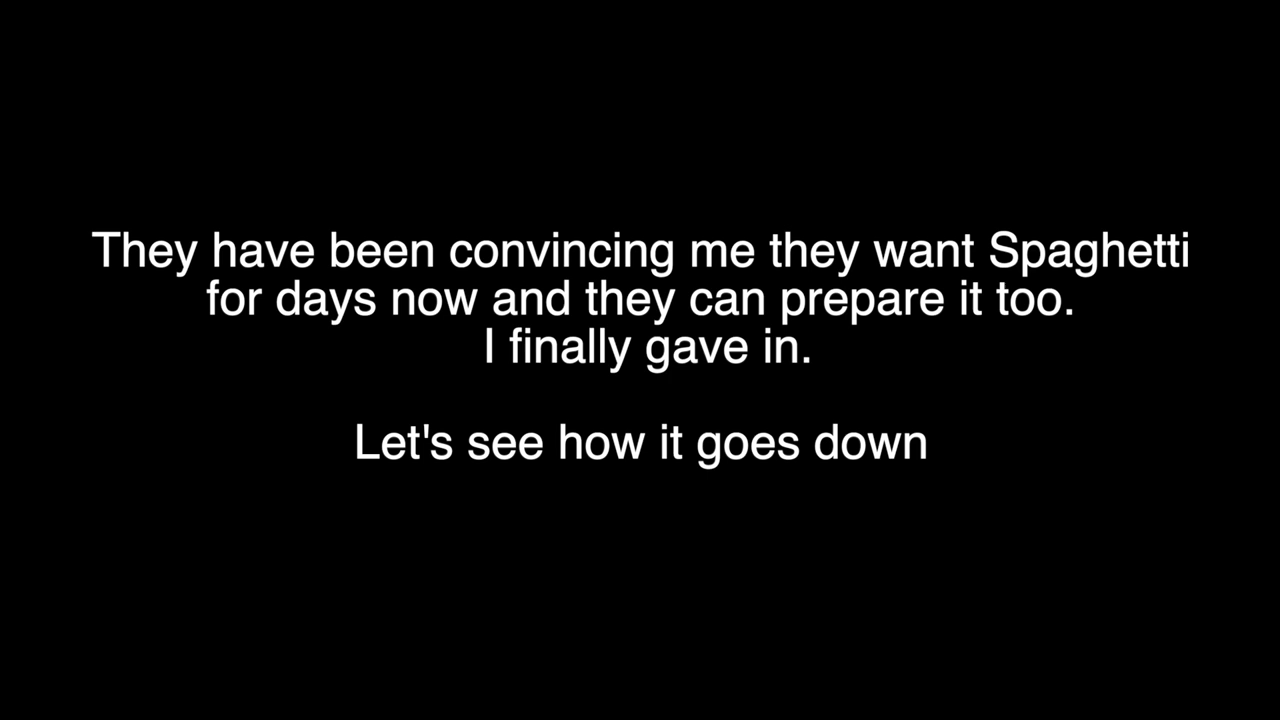 They have been convincing me they want Spaghetti
for days now and they can prepare it too.
I finally gave in.
Let's see how it goes down